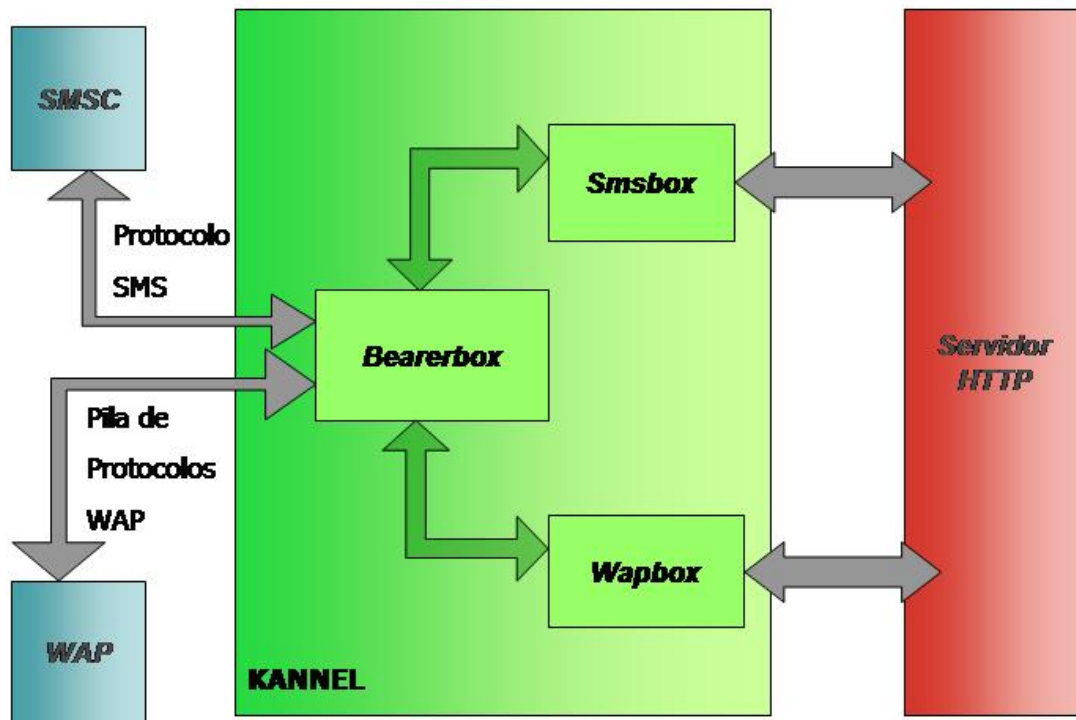 SMSC
Protocolo
SMS
Smsbox
Bearerbox
Servidor
HTTP
Pila de
Protocolos
WAP
Wapbox
WAP
KANNEL